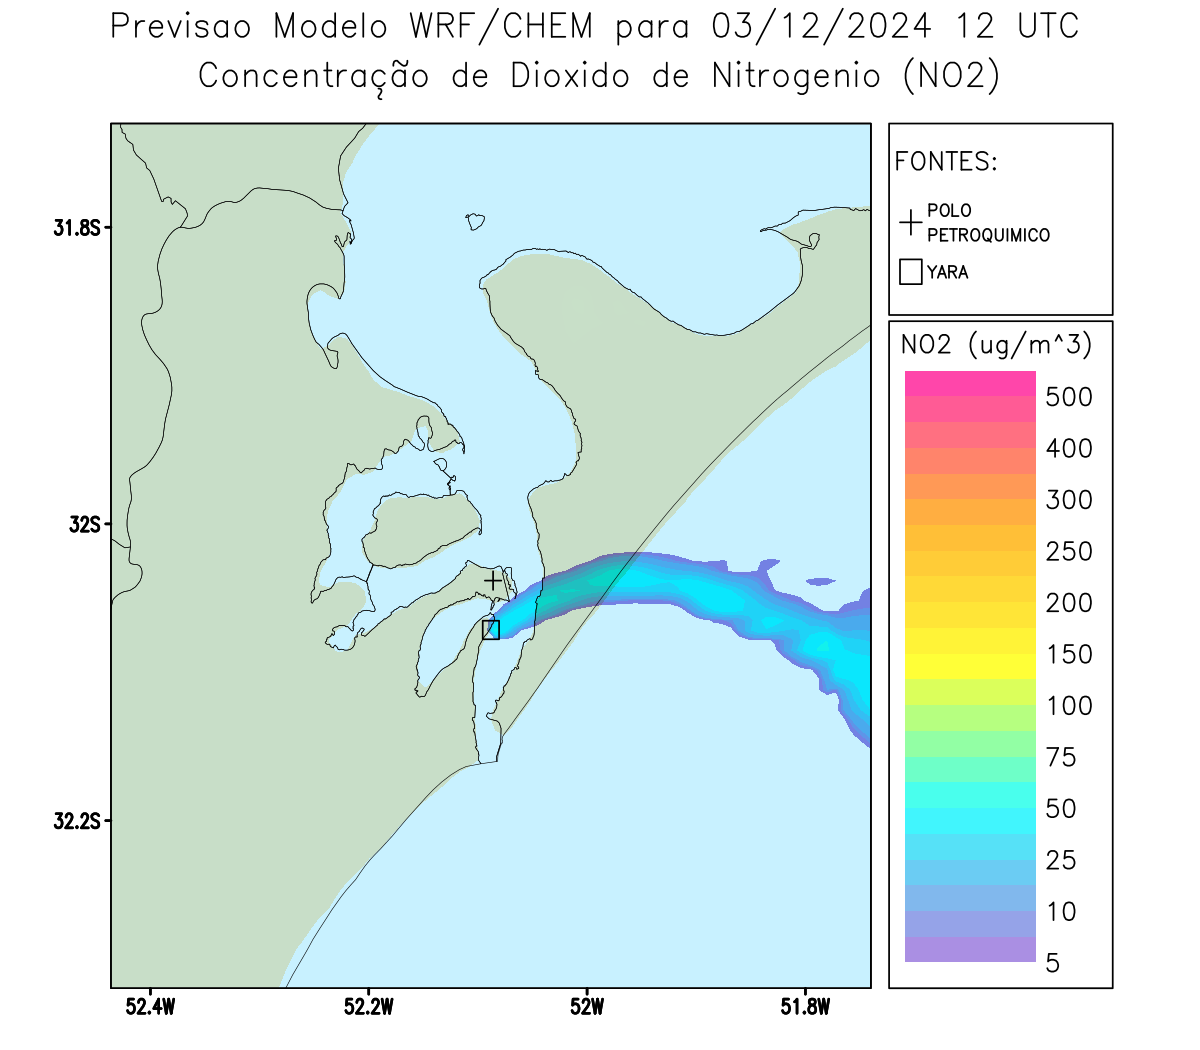 Previsao Modelo WRF/CHEM para 03/12/2024 12 UTC
Concentração de Dioxido de Nitrogenio (NO2)
FONTES:
POLO
PETROQUIMICO
YARA
31.8S
32S
32.2S
52.4W
52.2W
52W
51.8W
NO2 (ug/m^3)
500
400
300
250
200
150
100
75
50
25
10
5